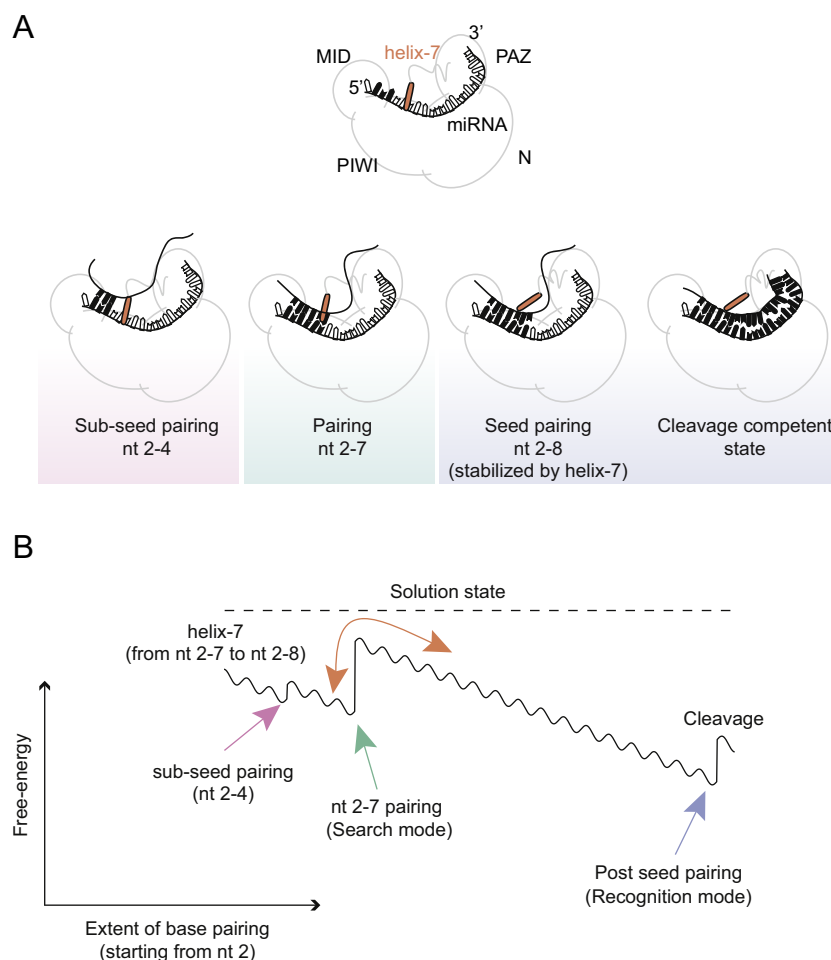 A
3’
helix-7
MID
PAZ
5’
miRNA
PIWI
N
Sub-seed pairing
nt 2-4
Pairing
nt 2-7
Seed pairing
nt 2-8
(stabilized by helix-7)
Cleavage competent
state
B
Solution state
helix-7
(from nt 2-7 to nt 2-8)
Cleavage
sub-seed pairing
(nt 2-4)
nt 2-7 pairing
(Search mode)
Post seed pairing
(Recognition mode)
Free-energy
Extent of base pairing
(starting from nt 2)